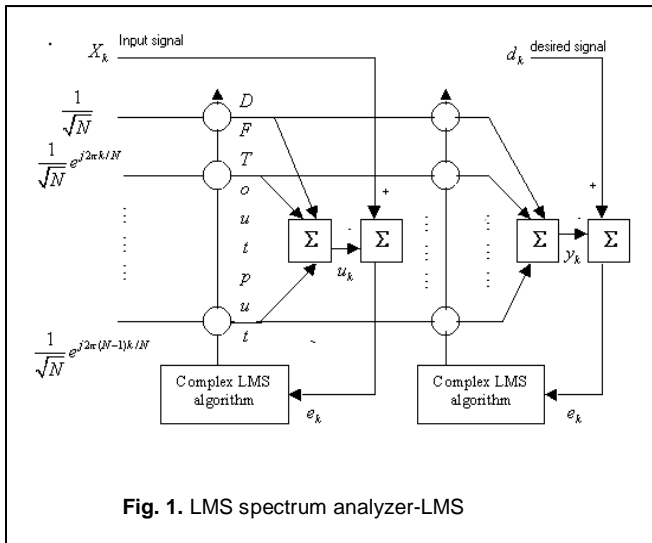 X_k Input signal
d_k desired signal
1/√N
D
F
T
o
u
t
p
u
t
1/√N e^{j2πk/N}
+
-
Σ
Σ
u_k
+
-
Σ
Σ
y_k
1/√N e^{j2π(N-1)k/N}
Complex LMS
algorithm
e_k
Complex LMS
algorithm
e_k
Fig. 1. LMS spectrum analyzer-LMS